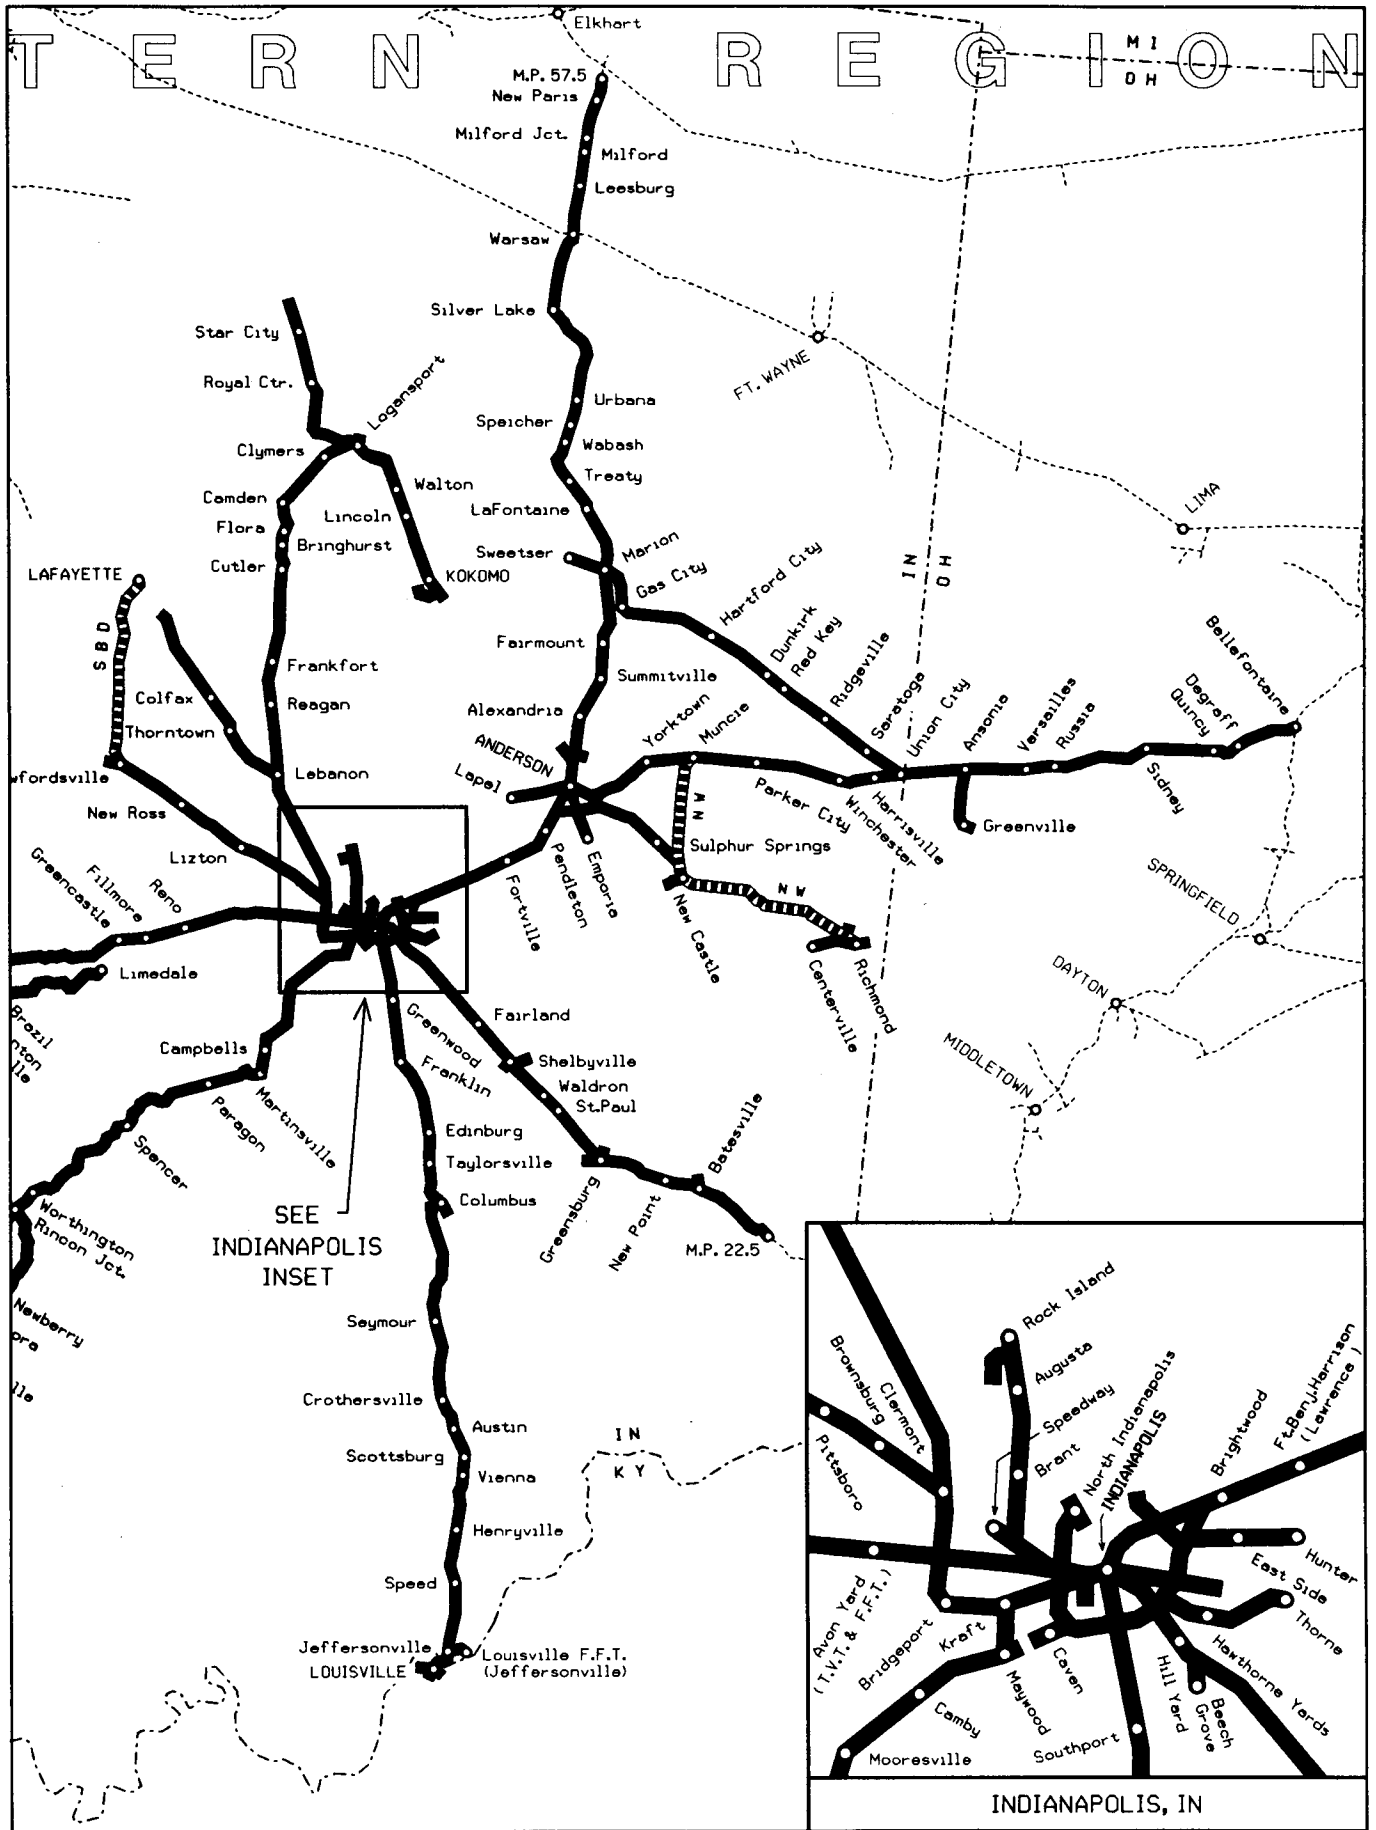 TERN REGION
Elkhart
MI
OH
M.P. 57.5
New Paris
Milford Jct.
Milford
Leesburg
Warsaw
Silver Lake
Star City
Royal Ctr.
Logansport
FT. WAYNE
Urbana
Speicher
Wabash
Clymers
Treaty
Walton
Camden
LaFontaine
Lincoln
LIMA
Flora
Bringhurst
Sweetser
Marion
Cutler
LAFAYETTE
KOKOMO
Gas City
Hartford City
IN
OH
SBD
Fairmount
Dunkirk
Red Key
Ridgeville
Bellefontaine
Frankfort
Summitville
Saratoga
Union City
Ansonia
Versailles
Russia
Degraff
Quincy
Colfax
Reagan
Alexandria
Yorktown
Muncie
Thorntown
ANDERSON
Lebanon
Lapel
Sidney
wfordsville
New Ross
NW
Parker City
Winchester
Harrisville
Greenville
Lizton
Sulphur Springs
Greencastle
Fillmore
Reno
Emporia
Pendleton
Fortville
NW
New Castle
SPRINGFIELD
Limedale
Centerville
Richmond
DAYTON
Brazil
nton
lle
Greenwood
Fairland
Campbells
Franklin
Shelbyville
MIDDLETOWN
Waldron
St.Paul
Martinsville
Paragon
Batesville
Edinburg
Spencer
Taylorsville
Columbus
Greensburg
New Point
M.P. 22.5
Worthington
Rincon Jct.
SEE
INDIANAPOLIS
INSET
Newberry
ora
lle
Seymour
Crothersville
Austin
IN
KY
Scottsburg
Vienna
Henryville
Speed
Jeffersonville
Louisville F.F.T.
(Jeffersonville)
LOUISVILLE
Rock Island
Augusta
Brownsburg
Clermont
Speedway
North Indianapolis
INDIANAPOLIS
Brightwood
Ft.Benj.Harrison
(Lawrence)
Pittsboro
Brant
Hunter
East Side
Thorne
Avon Yard
(T.V.T. & F.F.T.)
Bridgeport
Kraft
Maywood
Caven
Hill Yard
Beech
Grove
Hawthorne Yards
Camby
Southport
Mooresville
INDIANAPOLIS, IN